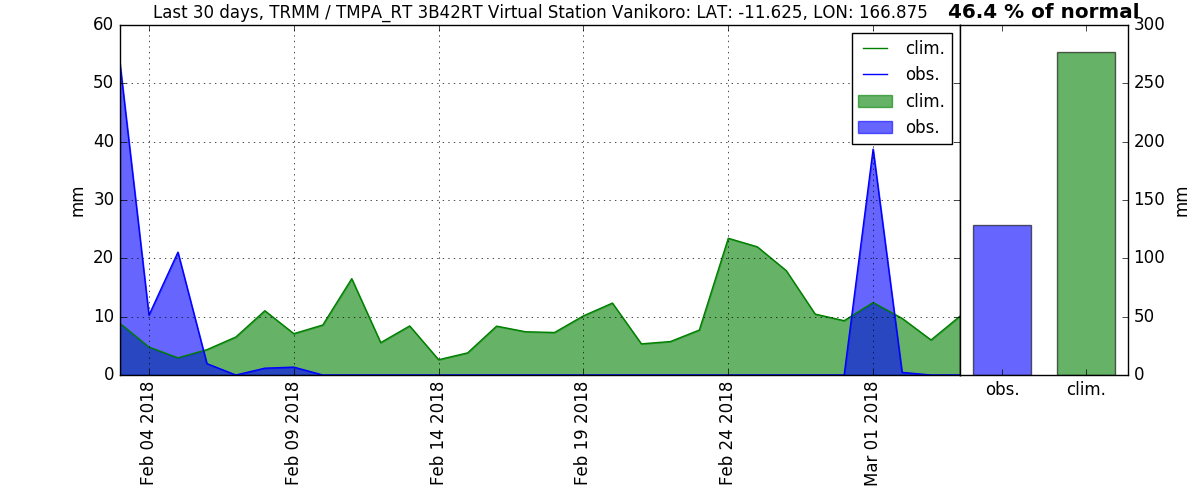 Last 30 days, TRMM / TMPA_RT 3B42RT Virtual Station Vanikoro: LAT: -11.625, LON: 166.875
46.4 % of normal
60
50
40
30
20
10
0
mm
clim.
obs.
clim.
obs.
Feb 04 2018
Feb 09 2018
Feb 14 2018
Feb 19 2018
Feb 24 2018
Mar 01 2018
300
250
200
150
100
50
0
mm
obs.
clim.